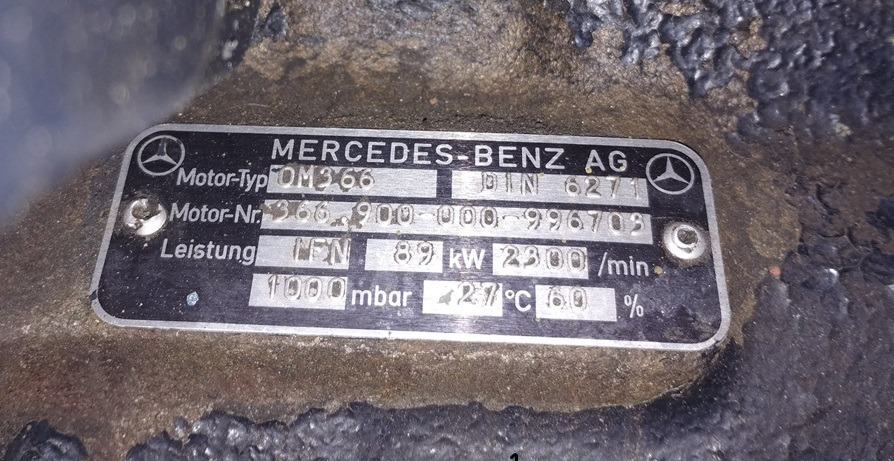 MERCEDES-BENZ AG
Motor-Typ OM366 DIN 6271
Motor-Nr. 366.900-000-996703
Leistung IFN 89 kW 2300 /min
1000 mbar 27 °C 60 %